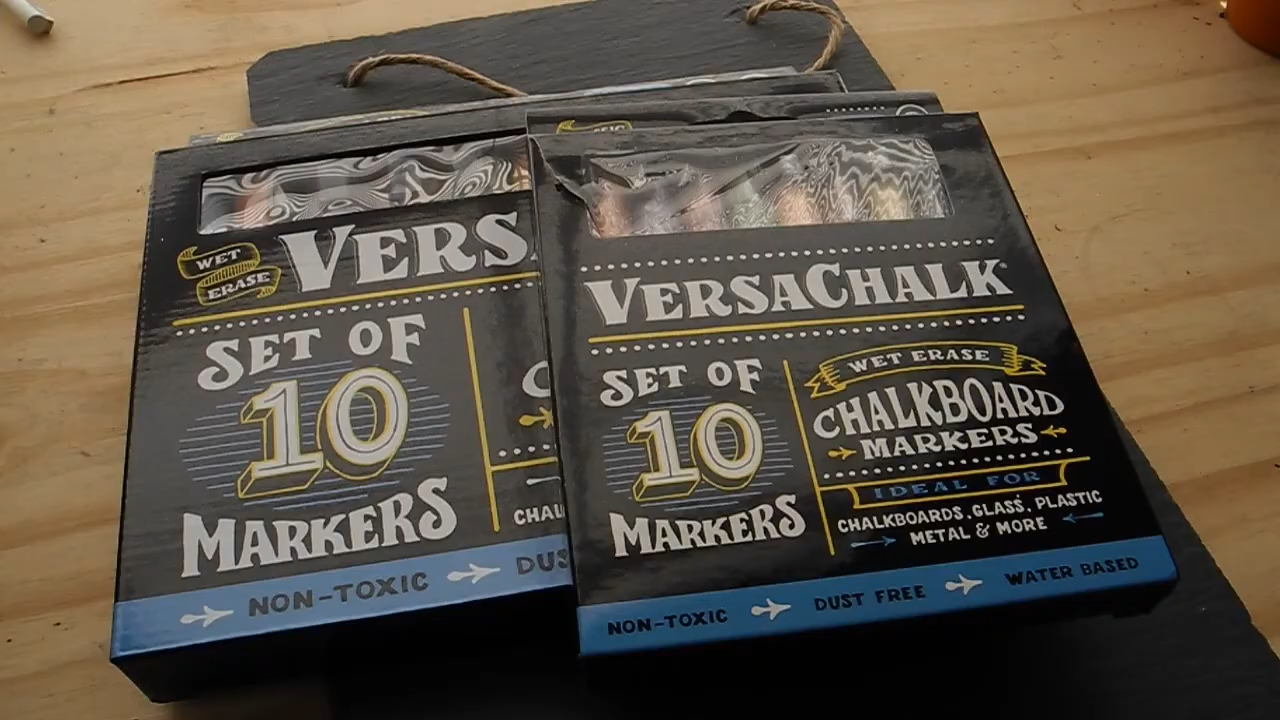 WET
ERASE
VERS
SET OF
10
MARKERS
CHAU
NON-TOXIC
DUS
VERSACHALK
SET OF
10
MARKERS
WET ERASE
CHALKBOARD
MARKERS
IDEAL FOR
CHALKBOARDS, GLASS, PLASTIC
METAL & MORE
NON-TOXIC
DUST FREE
WATER BASED